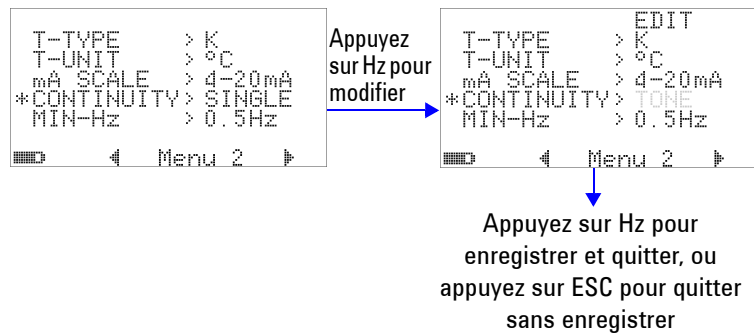 T-TYPE > K
T-UNIT > °C
mA SCALE > 4-20mA
*CONTINUITY> SINGLE
MIN-Hz > 0.5Hz
Menu 2
Appuyez
sur Hz pour
modifier
EDIT
T-TYPE > K
T-UNIT > °C
mA SCALE > 4-20mA
*CONTINUITY> TONE
MIN-Hz > 0.5Hz
Menu 2
Appuyez sur Hz pour
enregistrer et quitter, ou
appuyez sur ESC pour quitter
sans enregistrer